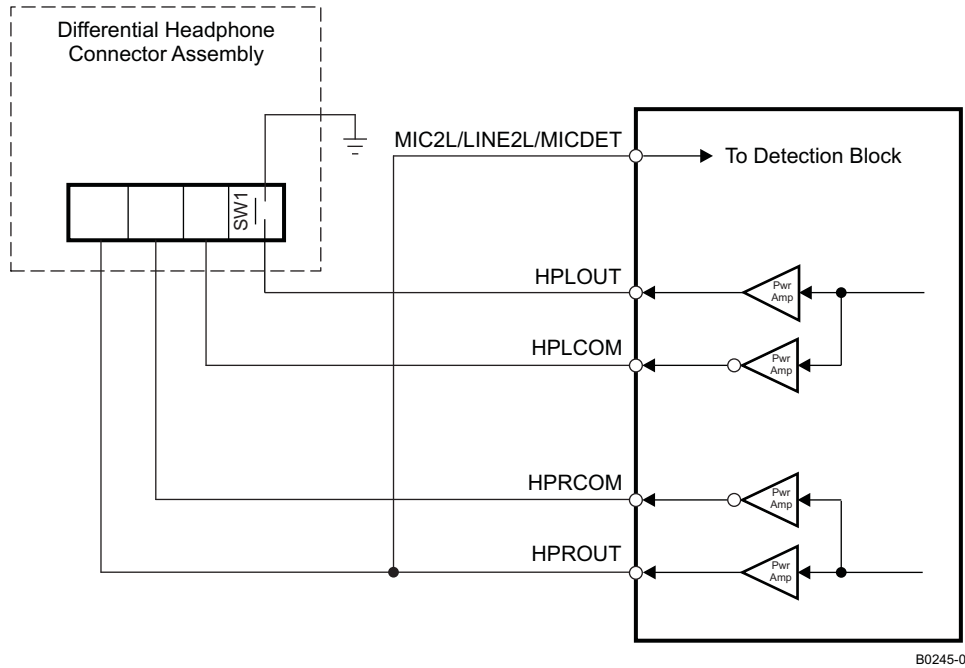 Differential Headphone
Connector Assembly
MIC2L/LINE2L/MICDET
To Detection Block
SW1
HPLOUT
Pwr
Amp
HPLCOM
Pwr
Amp
HPRCOM
Pwr
Amp
HPROUT
Pwr
Amp
B0245-0